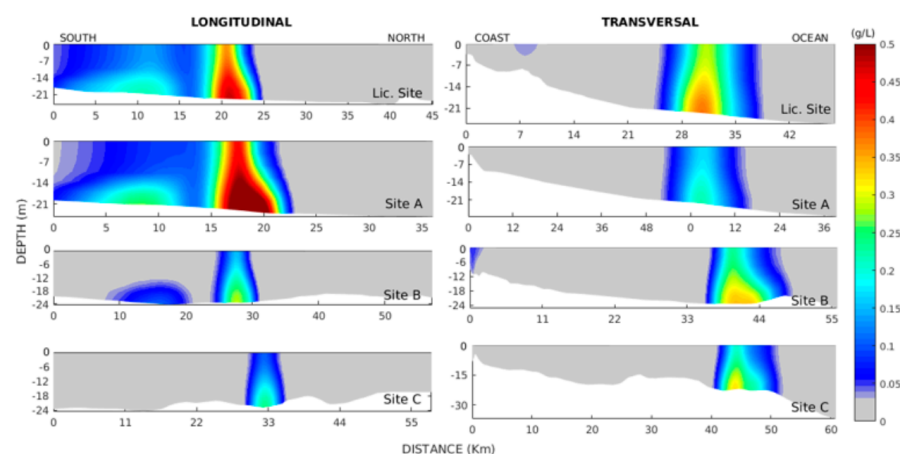 LONGITUDINAL TRANSVERSAL
(g/L)
SOUTH NORTH COAST OCEAN
0 -7 -14 -21
Lic. Site
0 5 10 15 20 25 30 35 40 45
0 -7 -14 -21
Lic. Site
0 7 14 21 28 35 42
0 -7 -14 -21
Site A
0 5 10 15 20 25 30 35
0 -7 -14 -21
Site A
0 12 24 36 48 0 12 24 36
0 -6 -12 -18 -24
Site B
0 10 20 30 40 50
0 -6 -12 -18 -24
Site B
0 11 22 33 44 55
0 -6 -12 -18 -24
Site C
0 11 22 33 44 55
0 -15 -30
Site C
0 10 20 30 40 50 60
DEPTH (m)
DISTANCE (Km)
0.5
0.45
0.4
0.35
0.3
0.25
0.2
0.15
0.1
0.05
0